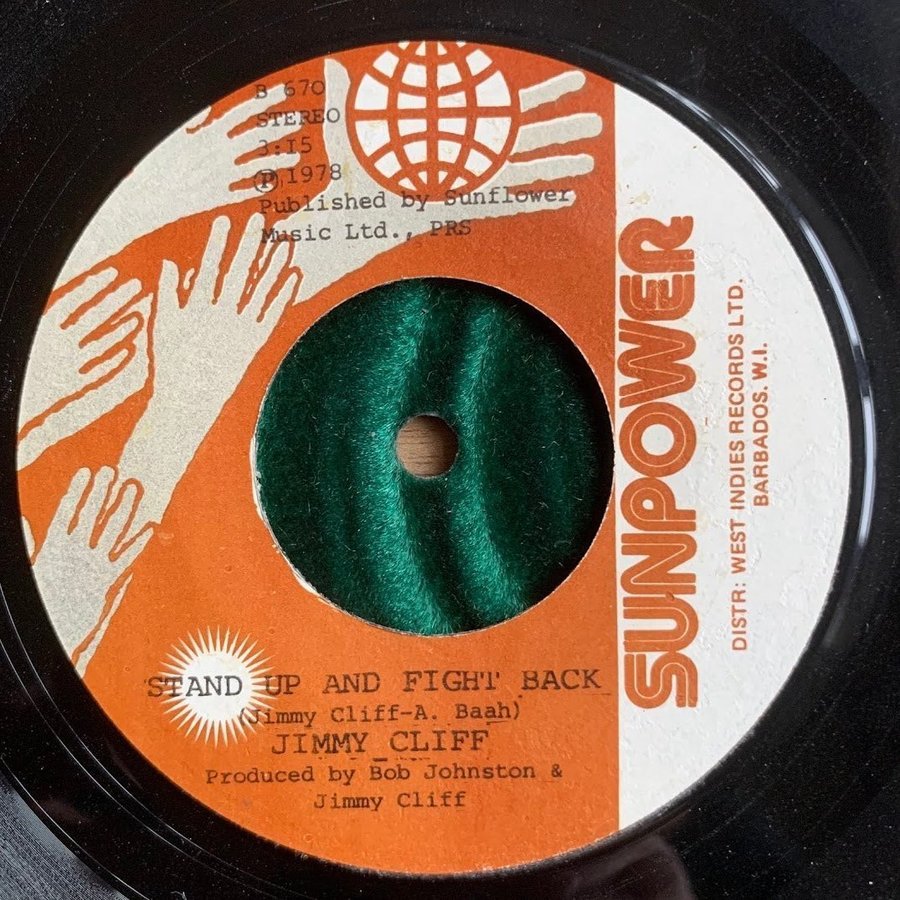 B 670
STEREO
3:15
Ⓟ 1978
Published by Sunflower
Music Ltd., PRS
SUNPOWER
DISTR: WEST INDIES RECORDS LTD.
BARBADOS. W.I.
STAND UP AND FIGHT BACK
(Jimmy Cliff-A. Baah)
JIMMY CLIFF
Produced by Bob Johnston &
Jimmy Cliff